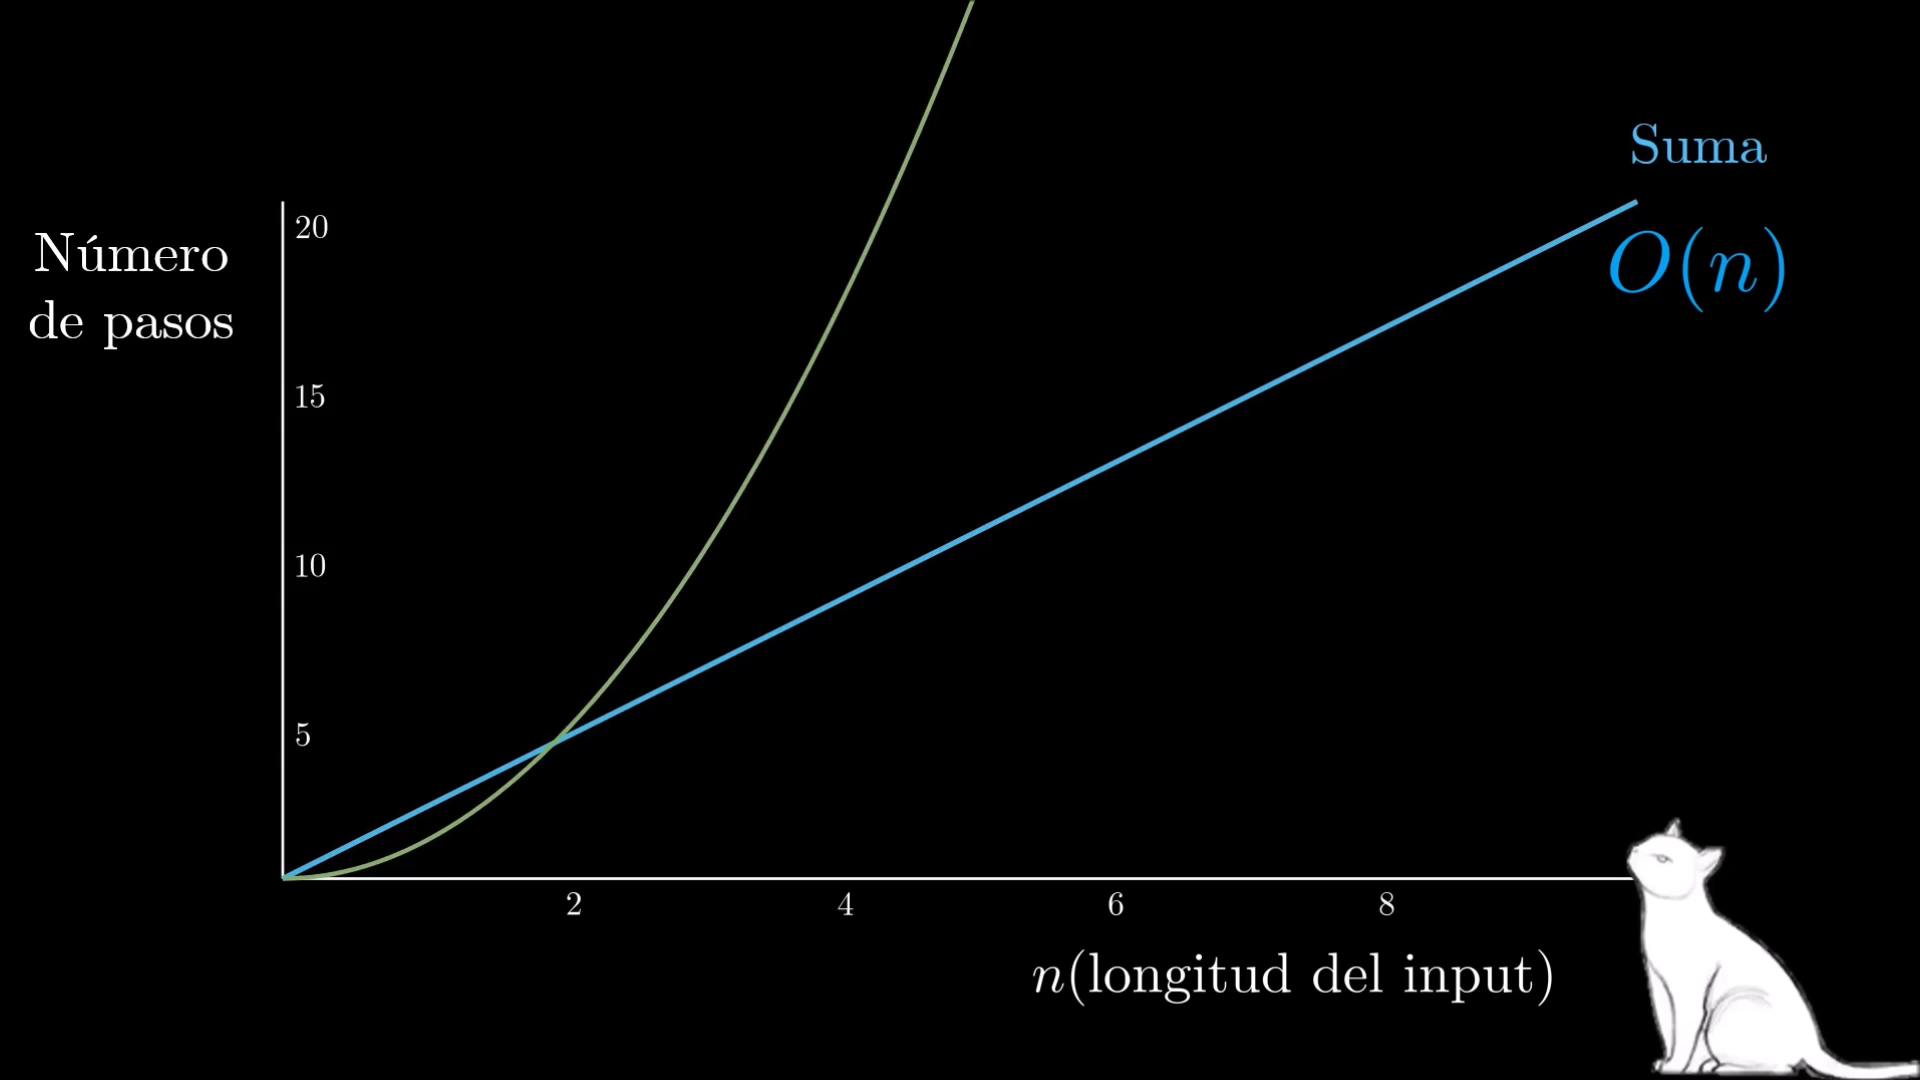 Suma
20
Número
de pasos
O(n)
15
10
5
2 4 6 8
n(longitud del input)